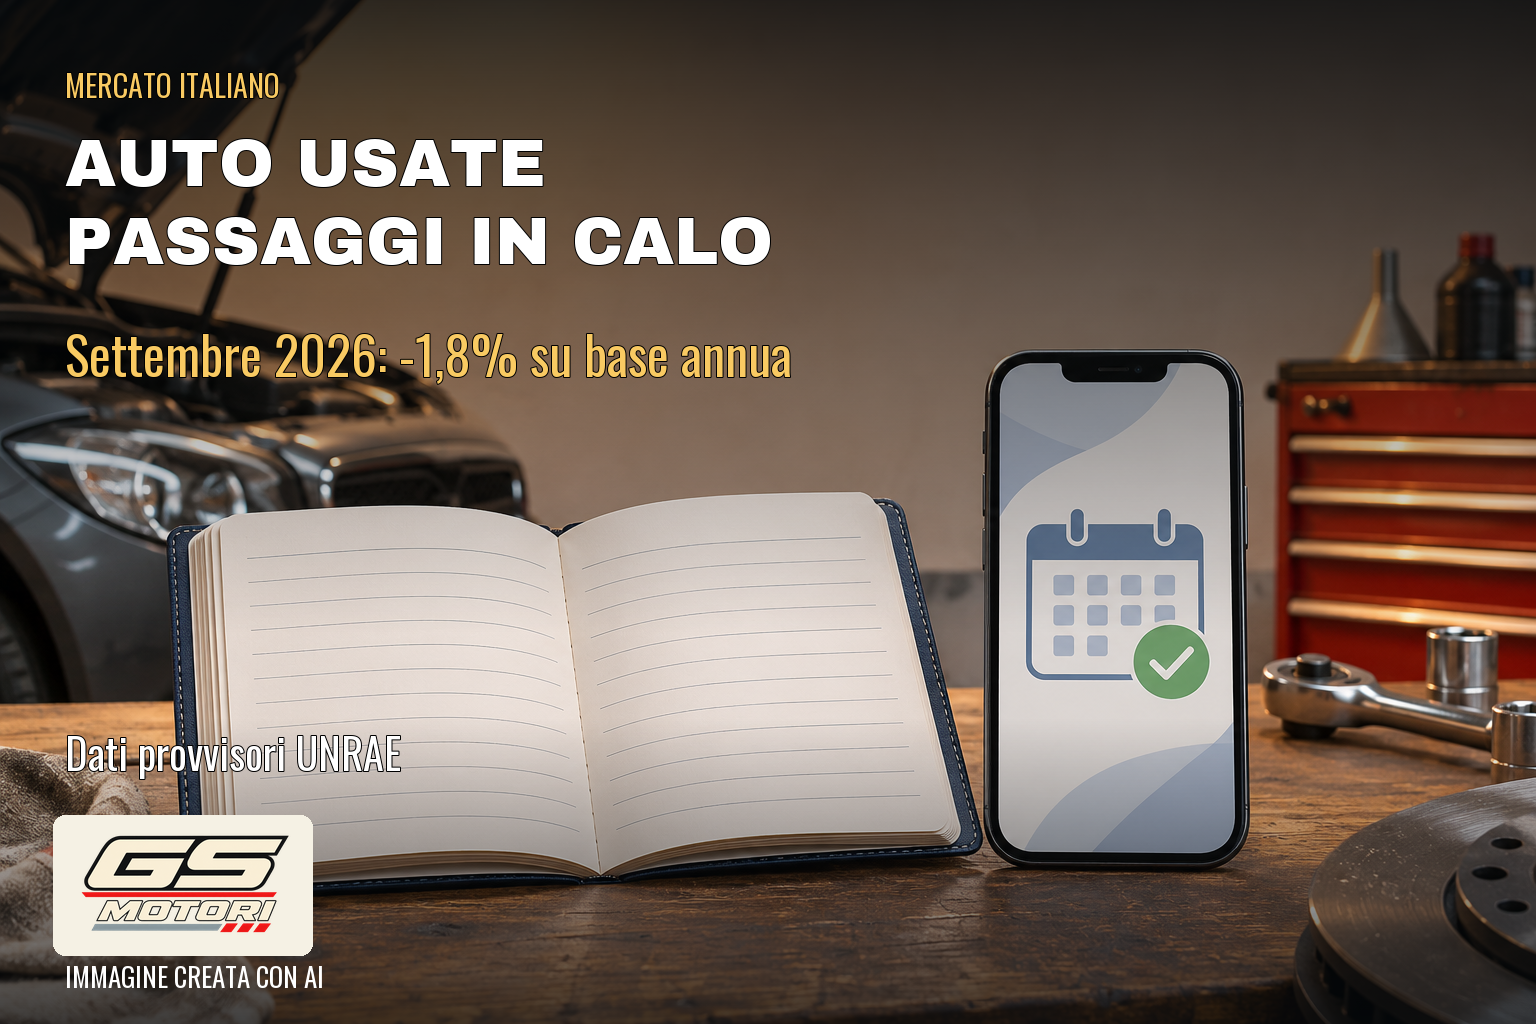 MERCATO ITALIANO
AUTO USATE
PASSAGGI IN CALO
Settembre 2026: -1,8% su base annua
Dati provvisori UNRAE
GS
MOTORI
IMMAGINE CREATA CON AI